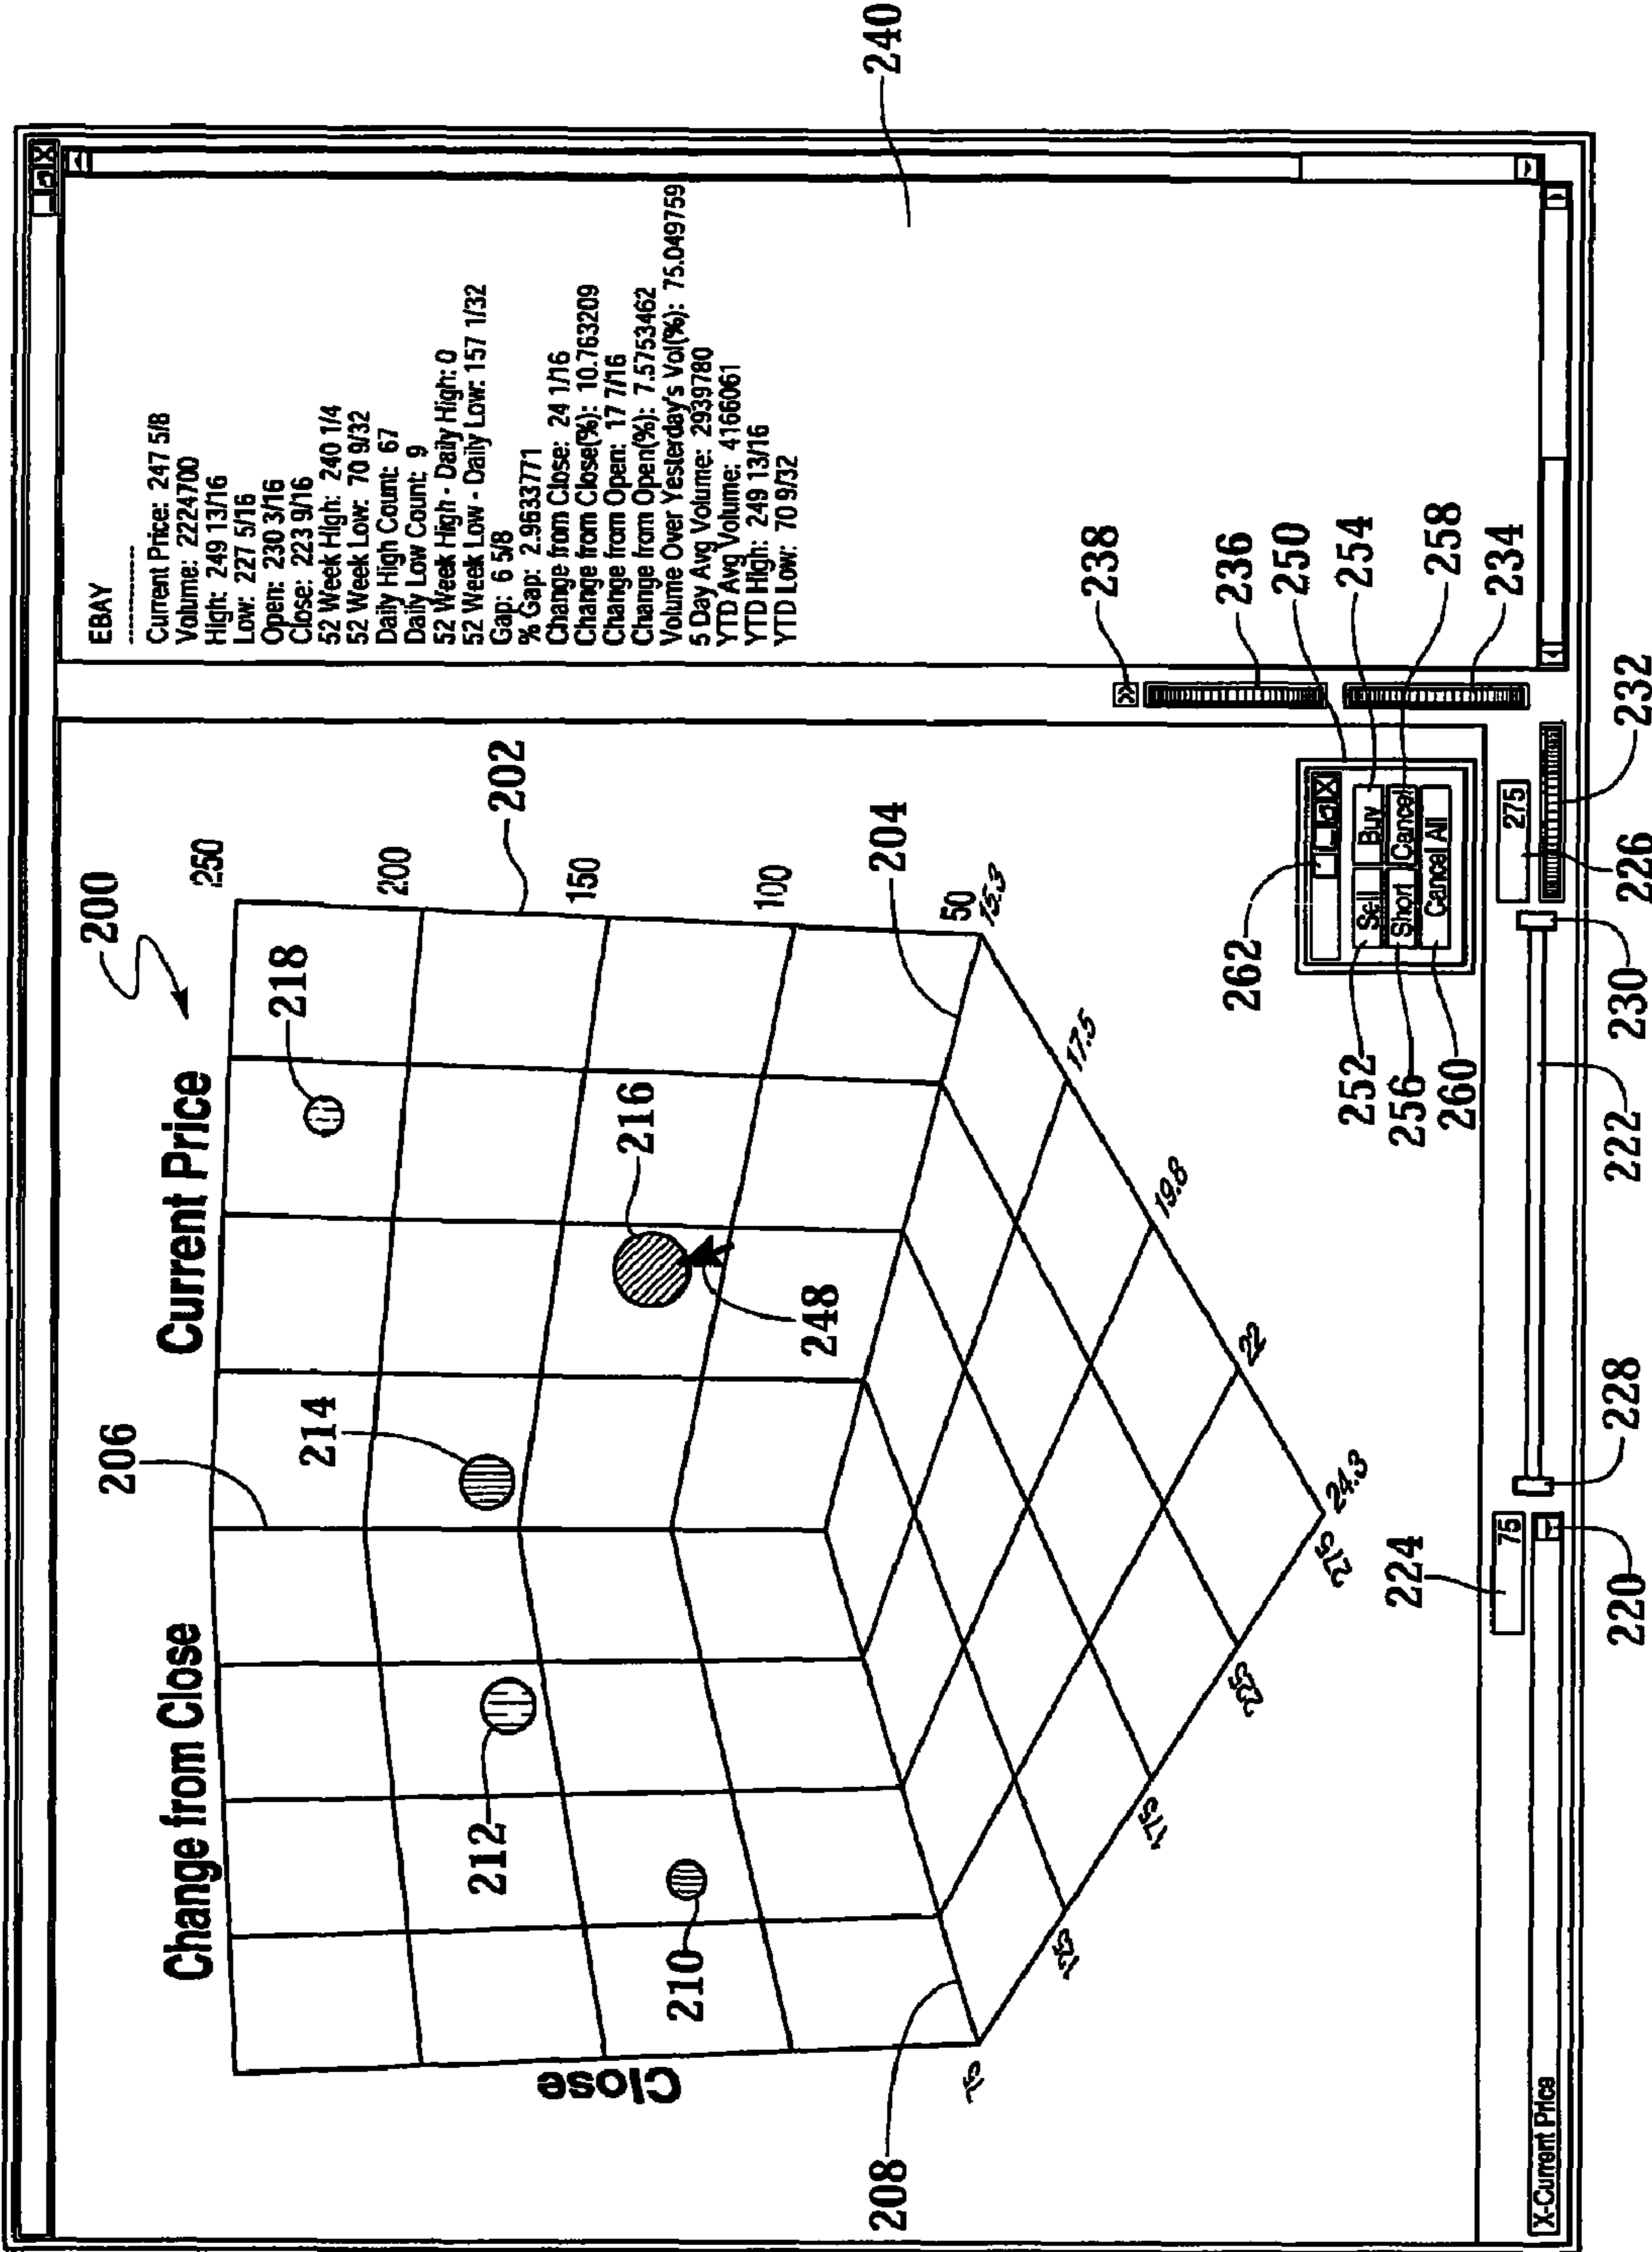 200
Change from Close
Current Price
Close
206
202
250
200
150
100
50
218
214
216
212
210
248
208
204
15.3
17.5
19.8
22
24.3
75
125
175
225
275
EBAY
------------
Current Price: 247 5/8
Volume: 2224700
High: 249 13/16
Low: 227 5/16
Open: 230 3/16
Close: 223 9/16
52 Week High: 240 1/4
52 Week Low: 70 9/32
Daily High Count: 67
Daily Low Count: 9
52 Week High - Daily High: 0
52 Week Low - Daily Low: 157 1/32
Gap: 6 5/8
% Gap: 2.9633771
Change from Close: 24 1/16
Change from Close(%): 10.763209
Change from Open: 17 7/16
Change from Open(%): 7.5753462
Volume Over Yesterday's Vol(%): 75.049759
5 Day Avg Volume: 2939780
YTD Avg Volume: 4166061
YTD High: 249 13/16
YTD Low: 70 9/32
240
238
236
250
254
258
234
262
Sell Buy
Short Cancel
Cancel All
252
256
260
224
75
275
X-Current Price
220
228
222
230
226
232